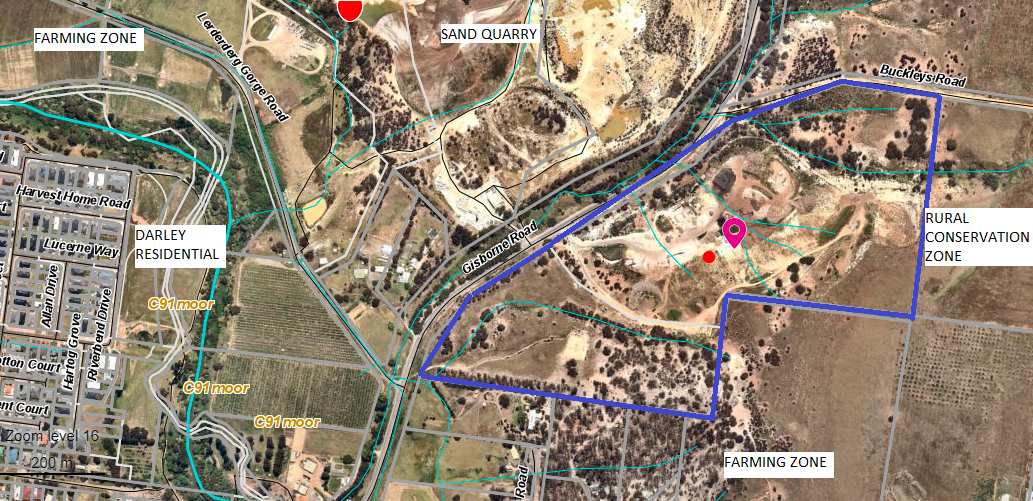 FARMING ZONE
SAND QUARRY
Lerderderg Gorge Road
Buckleys Road
Harvest Home Road
DARLEY
RESIDENTIAL
Gisborne Road
RURAL
CONSERVATION
ZONE
Lucerne Way
Allan Drive
Hartog Grove
Riverbend Drive
C91 moor
otton Court
C91 moor
ent Court
C91 moor
Zoom level 16
200 m
Road
FARMING ZONE